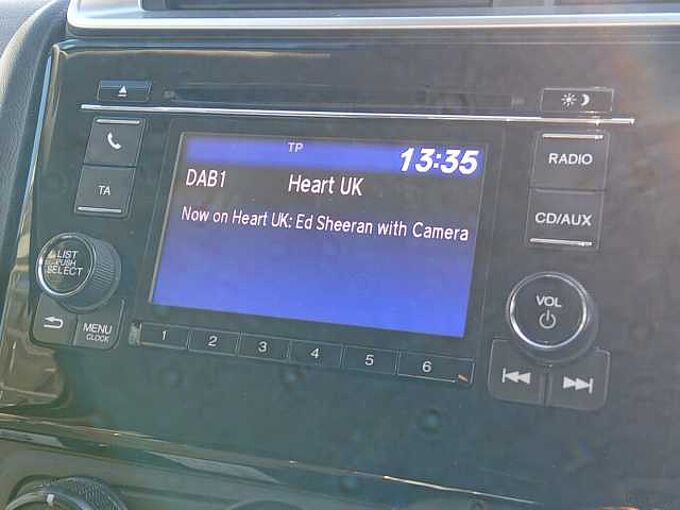 TP
13:35
DAB1 Heart UK
Now on Heart UK: Ed Sheeran with Camera
TA
RADIO
CD/AUX
LIST
PUSH
SELECT
MENU
CLOCK
VOL
1 2 3 4 5 6